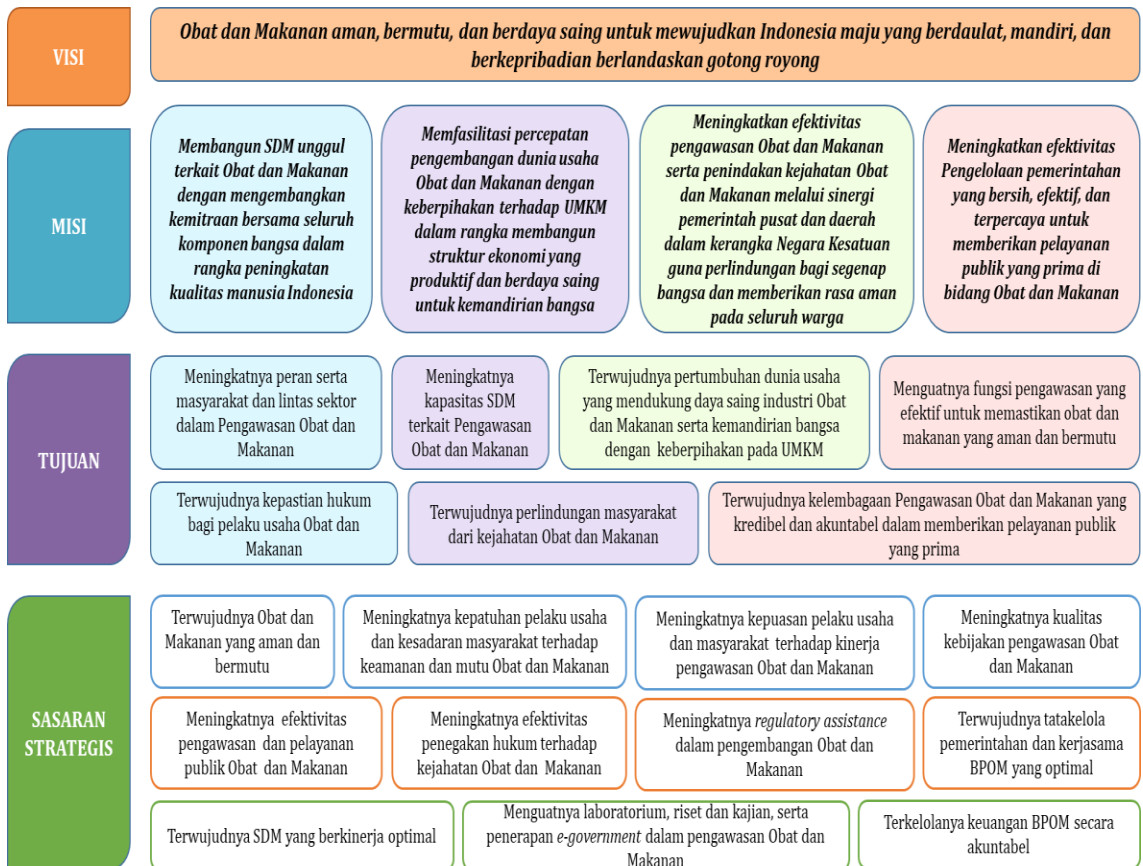 VISI
Obat dan Makanan aman, bermutu, dan berdaya saing untuk mewujudkan Indonesia maju yang berdaulat, mandiri, dan
berkepribadian berlandaskan gotong royong
MISI
Membangun SDM unggul
terkait Obat dan Makanan
dengan mengembangkan
kemitraan bersama seluruh
komponen bangsa dalam
rangka peningkatan
kualitas manusia Indonesia
Memfasilitasi percepatan
pengembangan dunia usaha
Obat dan Makanan dengan
keberpihakan terhadap UMKM
dalam rangka membangun
struktur ekonomi yang
produktif dan berdaya saing
untuk kemandirian bangsa
Meningkatkan efektivitas
pengawasan Obat dan Makanan
serta penindakan kejahatan Obat
dan Makanan melalui sinergi
pemerintah pusat dan daerah
dalam kerangka Negara Kesatuan
guna perlindungan bagi segenap
bangsa dan memberikan rasa aman
pada seluruh warga
Meningkatkan efektivitas
Pengelolaan pemerintahan
yang bersih, efektif, dan
terpercaya untuk
memberikan pelayanan
publik yang prima di
bidang Obat dan Makanan
TUJUAN
Meningkatnya peran serta
masyarakat dan lintas sektor
dalam Pengawasan Obat dan
Makanan
Meningkatnya
kapasitas SDM
terkait Pengawasan
Obat dan Makanan
Terwujudnya pertumbuhan dunia usaha
yang mendukung daya saing industri Obat
dan Makanan serta kemandirian bangsa
dengan keberpihakan pada UMKM
Menguatnya fungsi pengawasan yang
efektif untuk memastikan obat dan
makanan yang aman dan bermutu
Terwujudnya kepastian hukum
bagi pelaku usaha Obat dan
Makanan
Terwujudnya perlindungan masyarakat
dari kejahatan Obat dan Makanan
Terwujudnya kelembagaan Pengawasan Obat dan Makanan yang
kredibel dan akuntabel dalam memberikan pelayanan publik
yang prima
SASARAN
STRATEGIS
Terwujudnya Obat dan
Makanan yang aman dan
bermutu
Meningkatnya kepatuhan pelaku usaha
dan kesadaran masyarakat terhadap
keamanan dan mutu Obat dan Makanan
Meningkatnya kepuasan pelaku usaha
dan masyarakat terhadap kinerja
pengawasan Obat dan Makanan
Meningkatnya kualitas
kebijakan pengawasan Obat
dan Makanan
Meningkatnya efektivitas
pengawasan dan pelayanan
publik Obat dan Makanan
Meningkatnya efektivitas
penegakan hukum terhadap
kejahatan Obat dan Makanan
Meningkatnya regulatory assistance
dalam pengembangan Obat dan
Makanan
Terwujudnya tatakelola
pemerintahan dan kerjasama
BPOM yang optimal
Terwujudnya SDM yang berkinerja optimal
Menguatnya laboratorium, riset dan kajian, serta
penerapan e-government dalam pengawasan Obat dan
Makanan
Terkelolanya keuangan BPOM secara
akuntabel